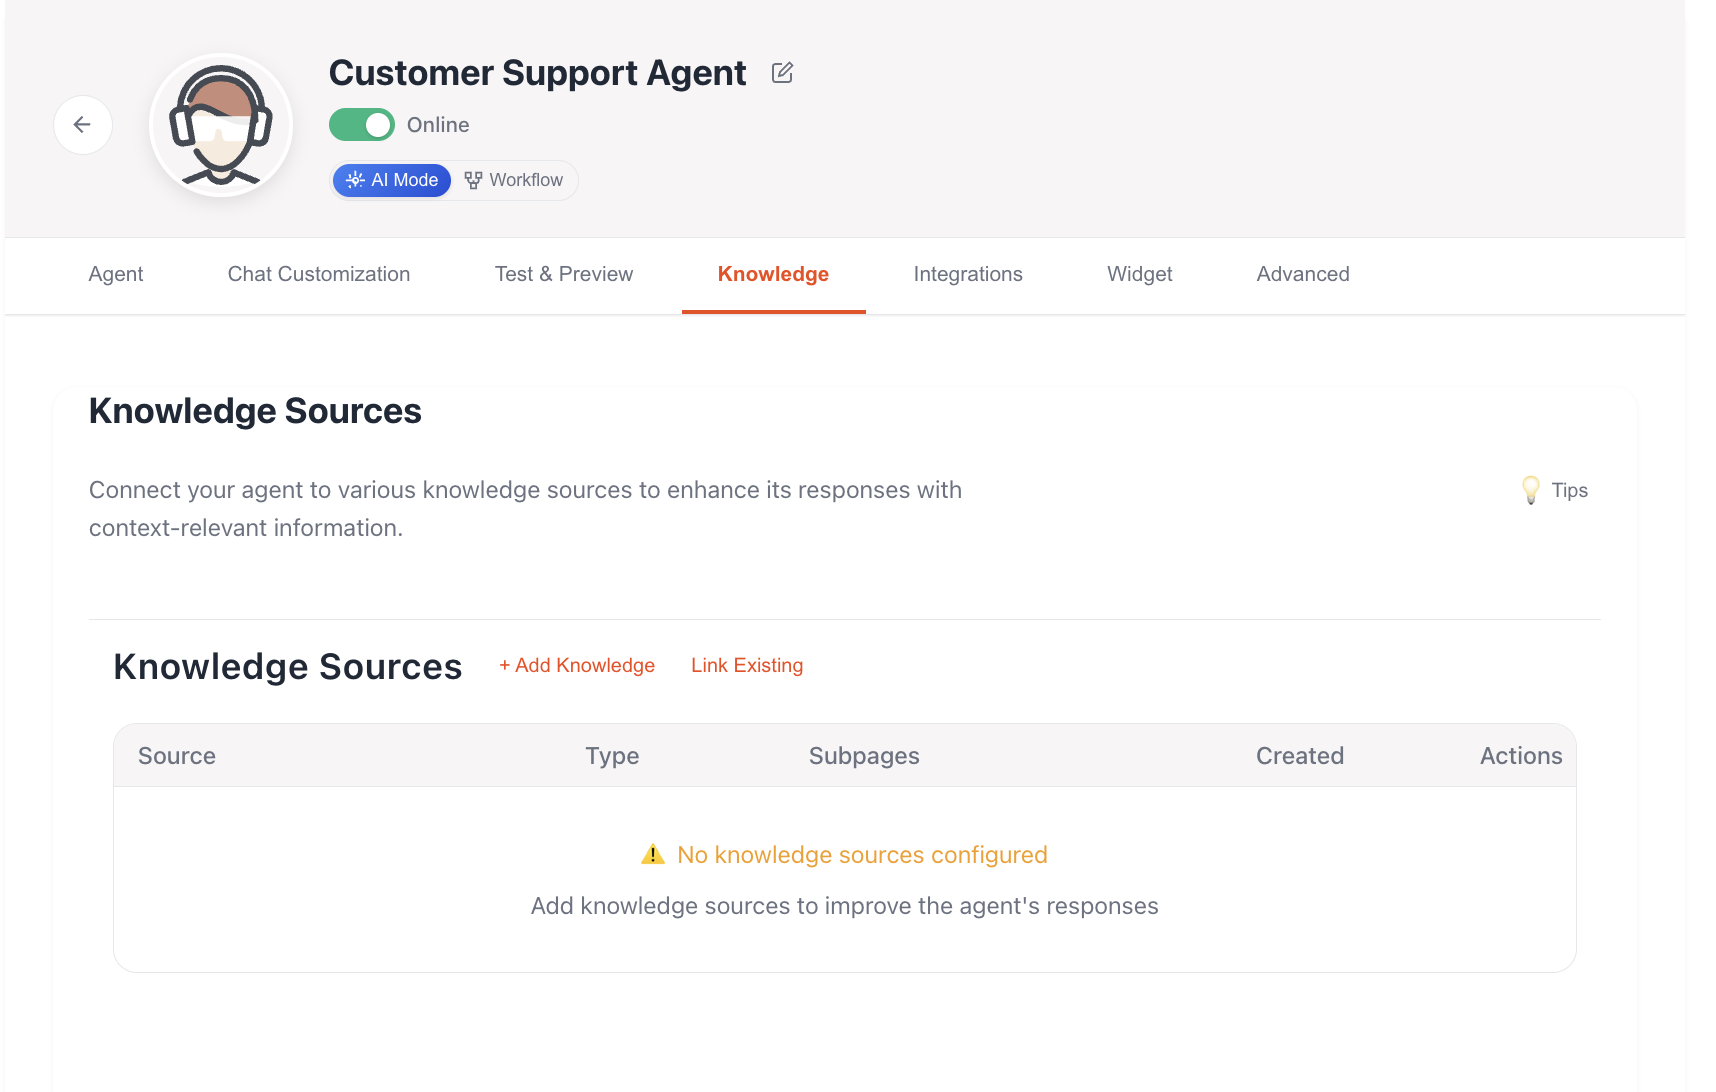 Customer Support Agent
Online
AI Mode
Workflow
Agent
Chat Customization
Test & Preview
Knowledge
Integrations
Widget
Advanced
Knowledge Sources
Connect your agent to various knowledge sources to enhance its responses with
context-relevant information.
Tips
Knowledge Sources
+ Add Knowledge
Link Existing
Source
Type
Subpages
Created
Actions
No knowledge sources configured
Add knowledge sources to improve the agent's responses